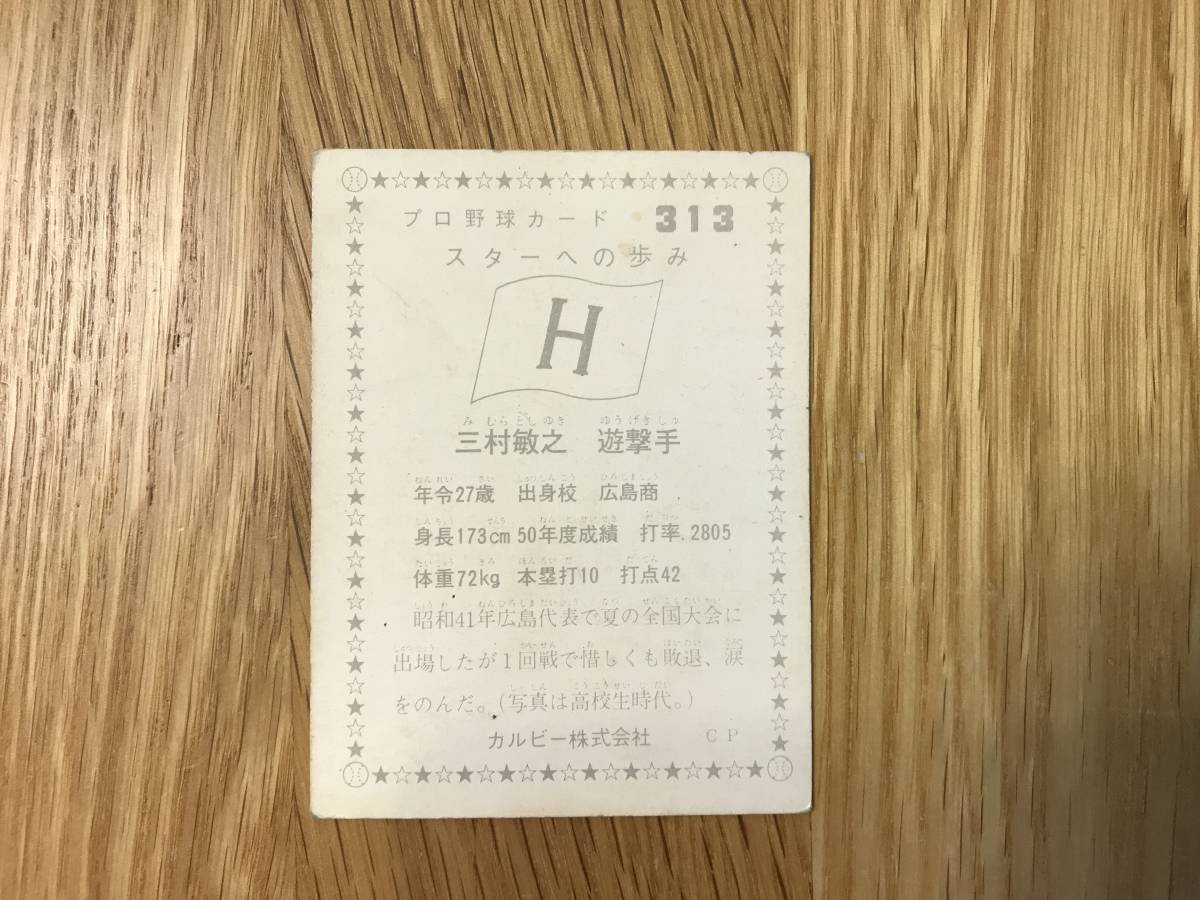 プロ野球カード 313
スターへの歩み
H
三村敏之 遊撃手
年令27歳 出身校 広島商
身長173cm 50年度成績 打率.2805
体重72kg 本塁打10 打点42
昭和41年広島代表で夏の全国大会に
出場したが1回戦で惜しくも敗退、涙
をのんだ。(写真は高校生時代。)
カルビー株式会社 CP